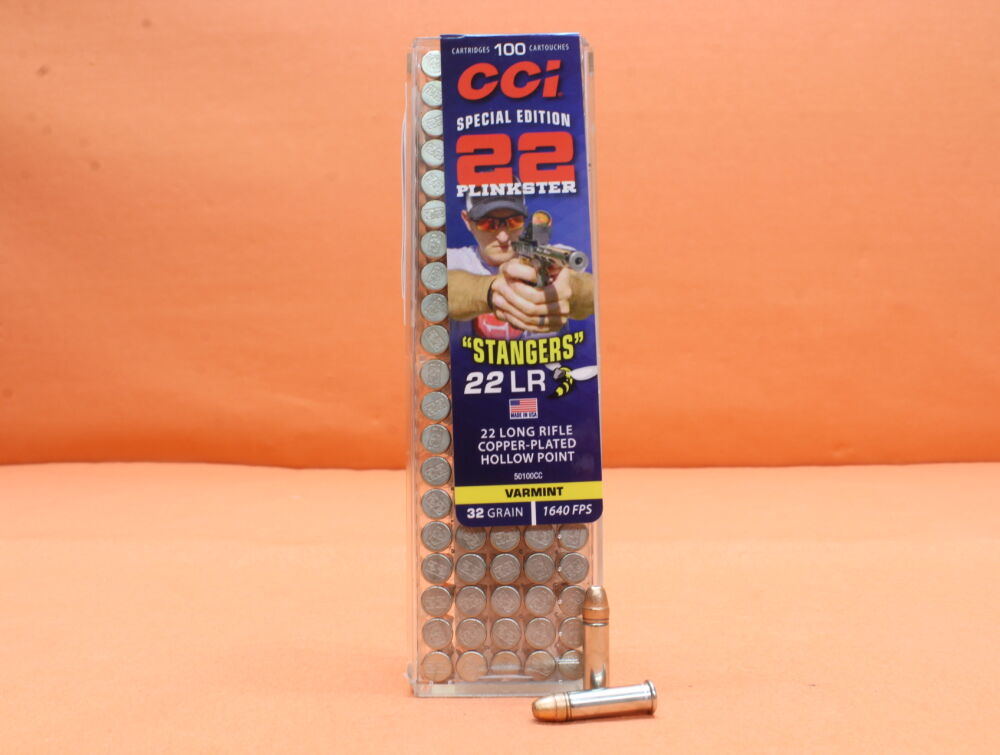 CARTRIDGES 100 CARTOUCHES
CCI
SPECIAL EDITION
22
PLINKSTER
"STANGERS"
22 LR
MADE IN USA
22 LONG RIFLE
COPPER-PLATED
HOLLOW POINT
50100CC
VARMINT
32 GRAIN 1640 FPS